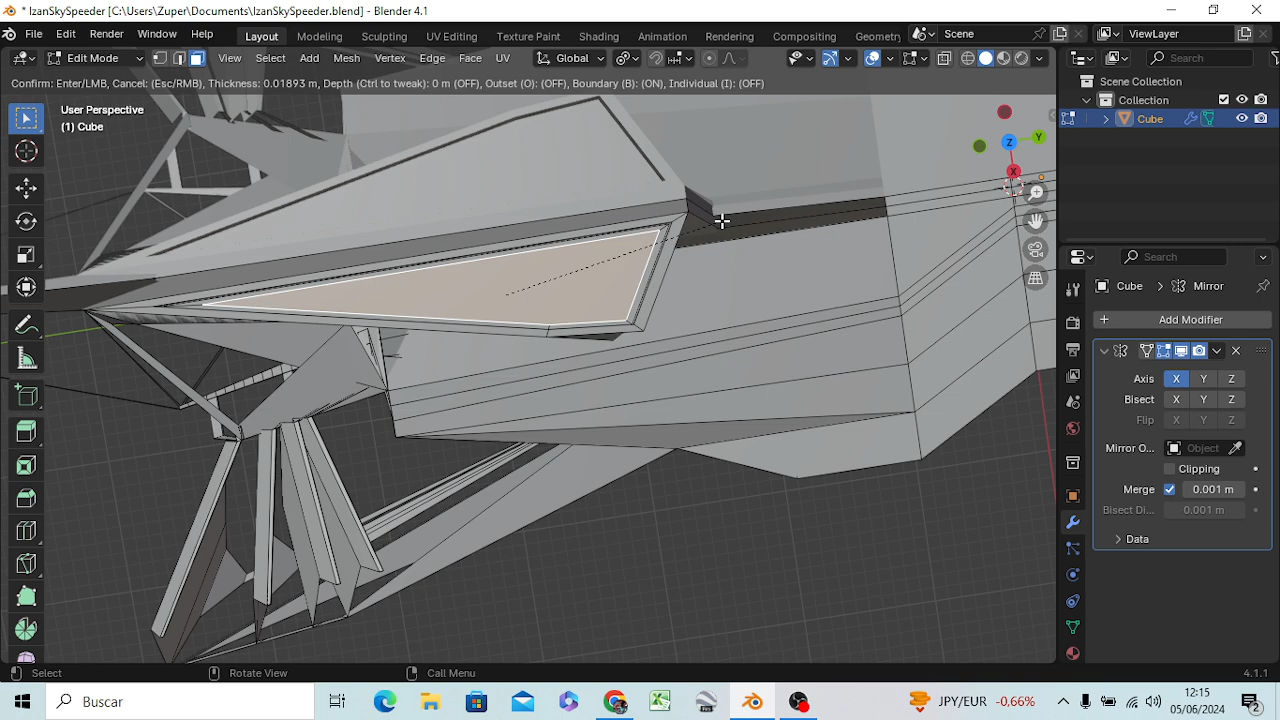 * IzanSkySpeeder [C:\Users\Zuper\Documents\IzanSkySpeeder.blend] - Blender 4.1
File Edit Render Window Help Layout Modeling Sculpting UV Editing Texture Paint Shading Animation Rendering Compositing Geometr Scene ViewLayer
Edit Mode View Select Add Mesh Vertex Edge Face UV Global Search
Confirm: Enter/LMB, Cancel: (Esc/RMB), Thickness: 0.01893 m, Depth (Ctrl to tweak): 0 m (OFF), Outset (O): (OFF), Boundary (B): (ON), Individual (I): (OFF)
Scene Collection
Collection
Cube
User Perspective
(1) Cube
Z
Y
X
Search
Cube > Mirror
+ Add Modifier
Axis X Y Z
Bisect X Y Z
Flip X Y Z
Mirror O... Object
Clipping
Merge 0.001 m
Bisect Di... 0.001 m
Data
Select Rotate View Call Menu 4.1.1
Buscar JPY/EUR -0,66% 2:15
05/06/2024 2